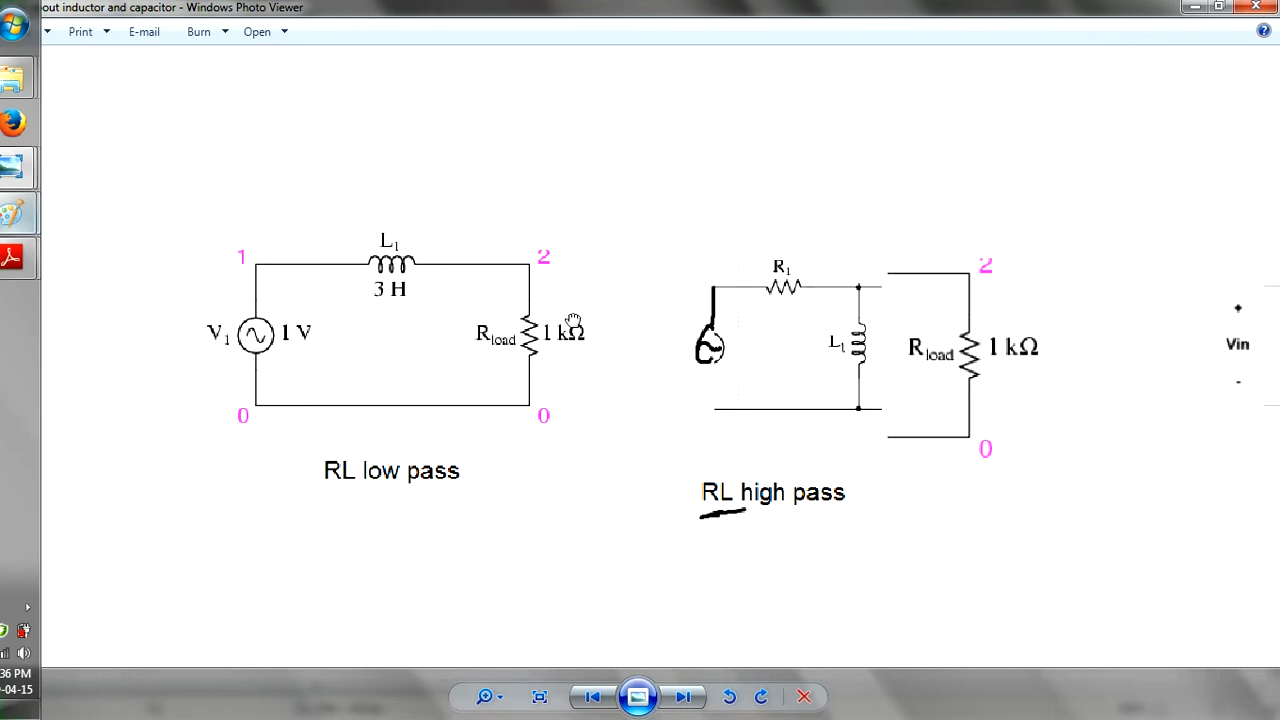 out inductor and capacitor - Windows Photo Viewer
Print E-mail Burn Open
L1
1 2
3 H
V1 1 V
Rload 1 kΩ
0 0
RL low pass
R1
2
L1
Rload 1 kΩ
0
RL high pass
+
Vin
-
36 PM
-04-15